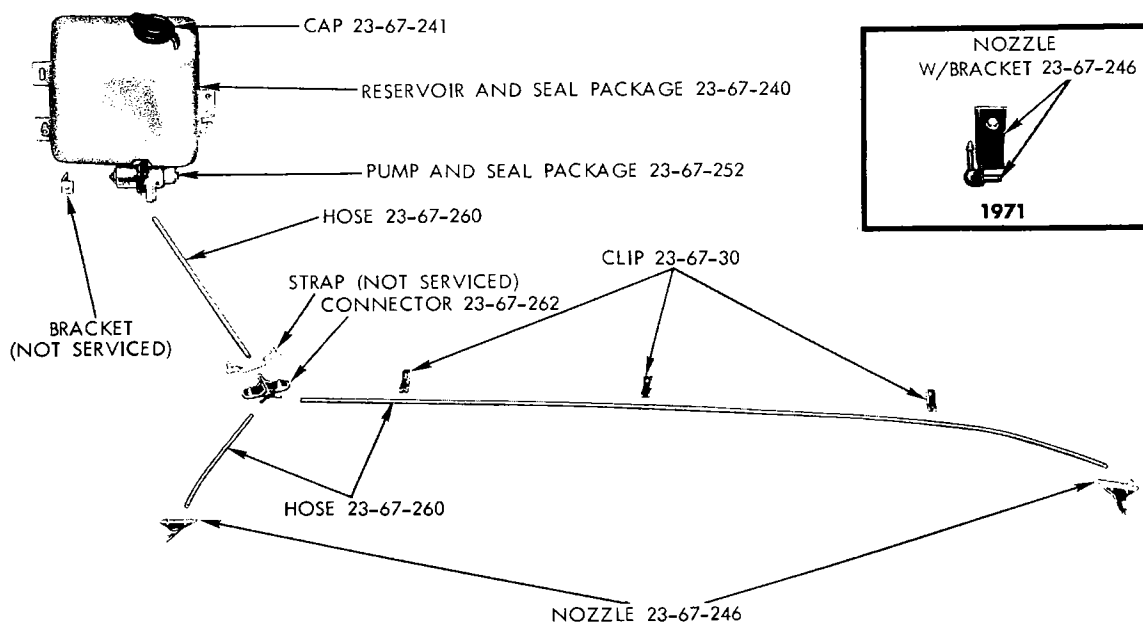 CAP 23-67-241
RESERVOIR AND SEAL PACKAGE 23-67-240
PUMP AND SEAL PACKAGE 23-67-252
HOSE 23-67-260
NOZZLE
W/BRACKET 23-67-246
1971
CLIP 23-67-30
STRAP (NOT SERVICED)
CONNECTOR 23-67-262
BRACKET
(NOT SERVICED)
HOSE 23-67-260
NOZZLE 23-67-246